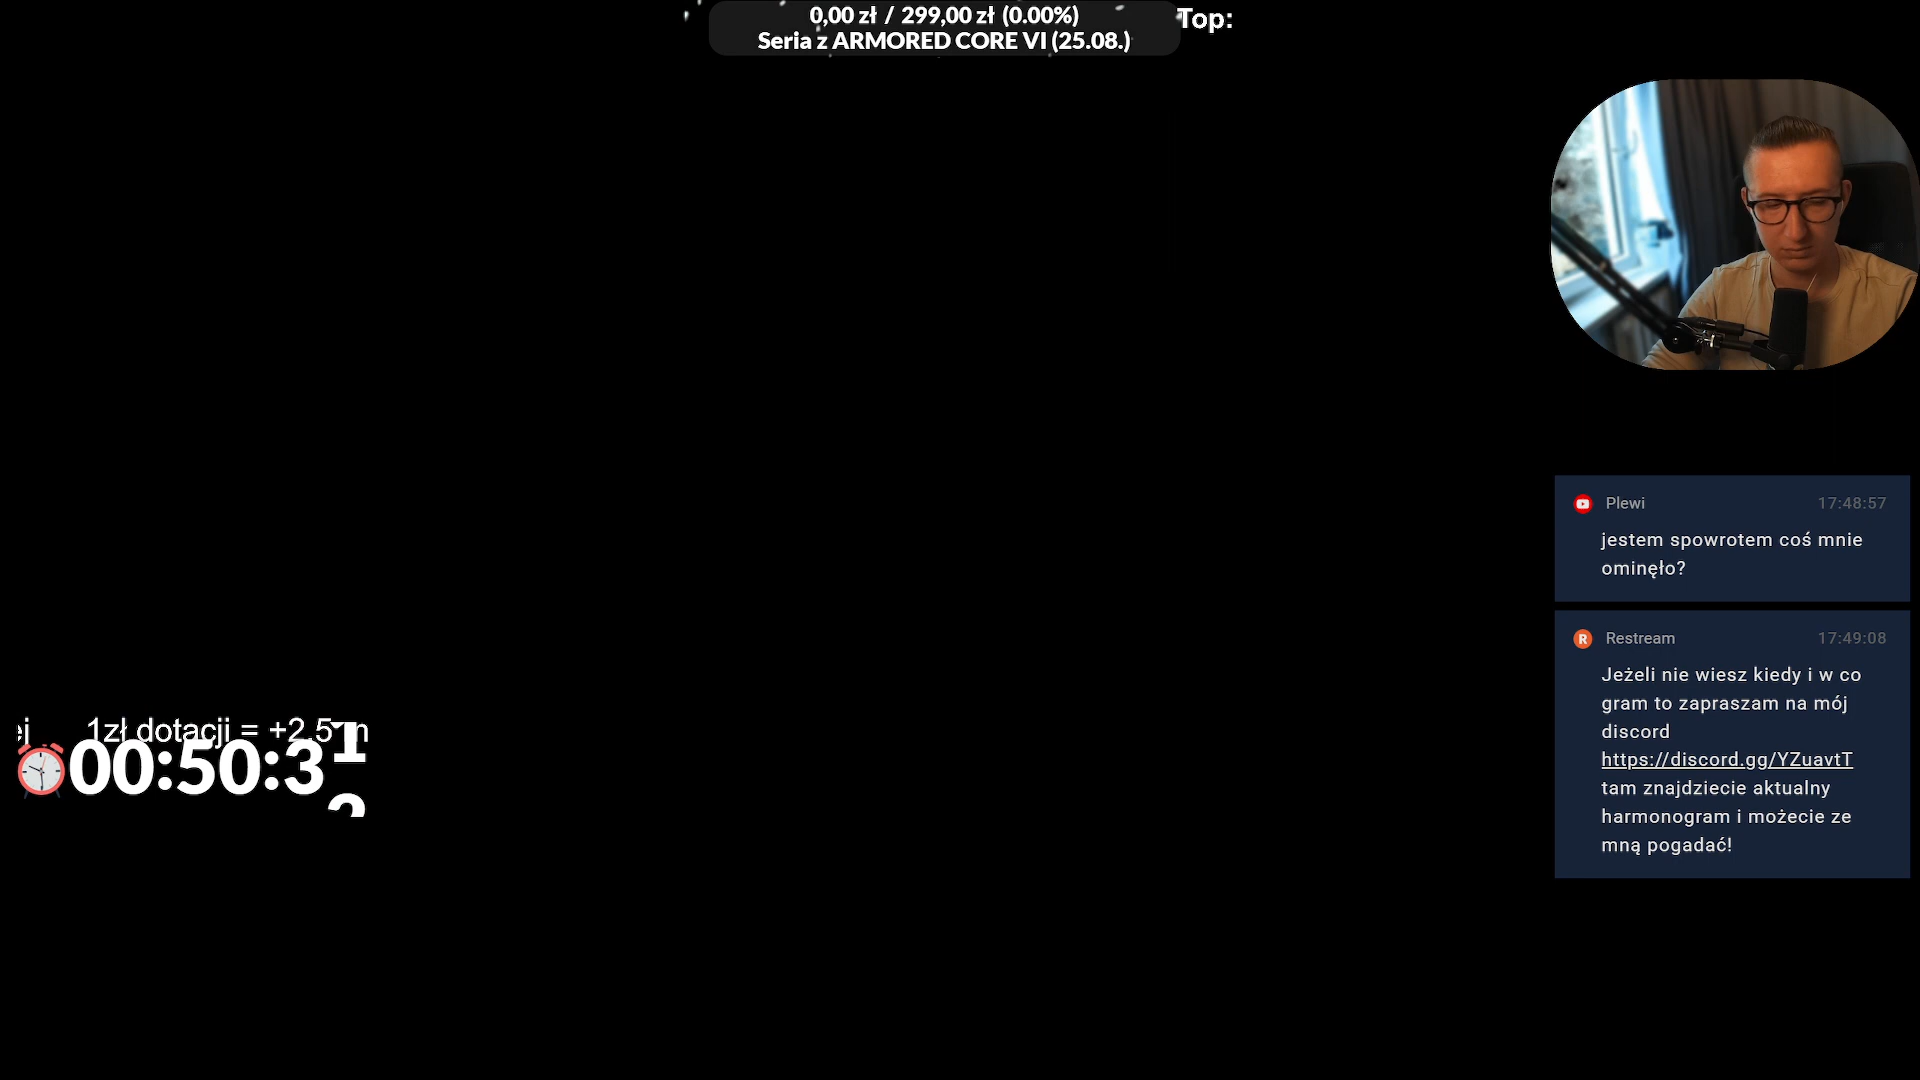 0,00 zł / 299,00 zł (0.00%)
Seria z ARMORED CORE VI (25.08.)
Top:
Plewi 17:48:57
jestem spowrotem coś mnie
ominęło?
R Restream 17:49:08
Jeżeli nie wiesz kiedy i w co
gram to zapraszam na mój
discord
https://discord.gg/YZuavtT
tam znajdziecie aktualny
harmonogram i możecie ze
mną pogadać!
1zł dotacji = +2,5
00:50:3